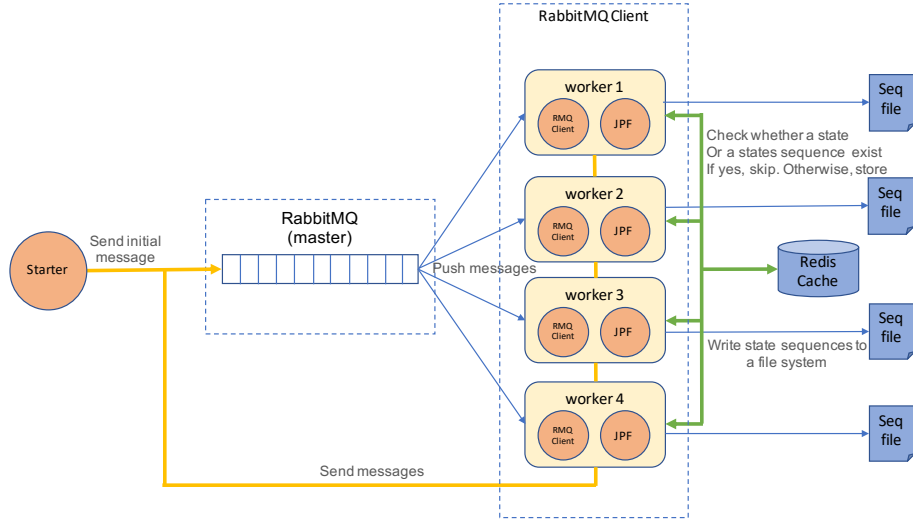 RabbitMQ Client
worker 1
RMQ
Client
JPF
Seq
file
Check whether a state
Or a states sequence exist
If yes, skip. Otherwise, store
worker 2
RMQ
Client
JPF
Seq
file
RabbitMQ
(master)
Send initial
message
Starter
Push messages
Redis
Cache
worker 3
RMQ
Client
JPF
Seq
file
Write state sequences to
a file system
worker 4
RMQ
Client
JPF
Seq
file
Send messages